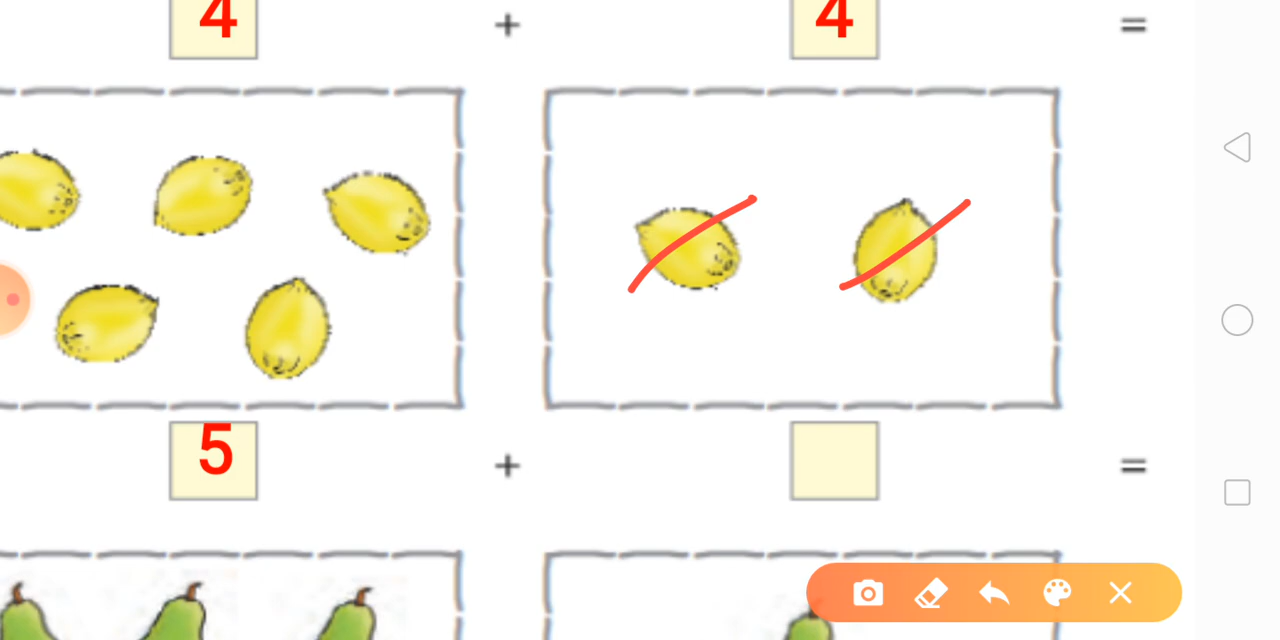 4 + 4 =
5 + =